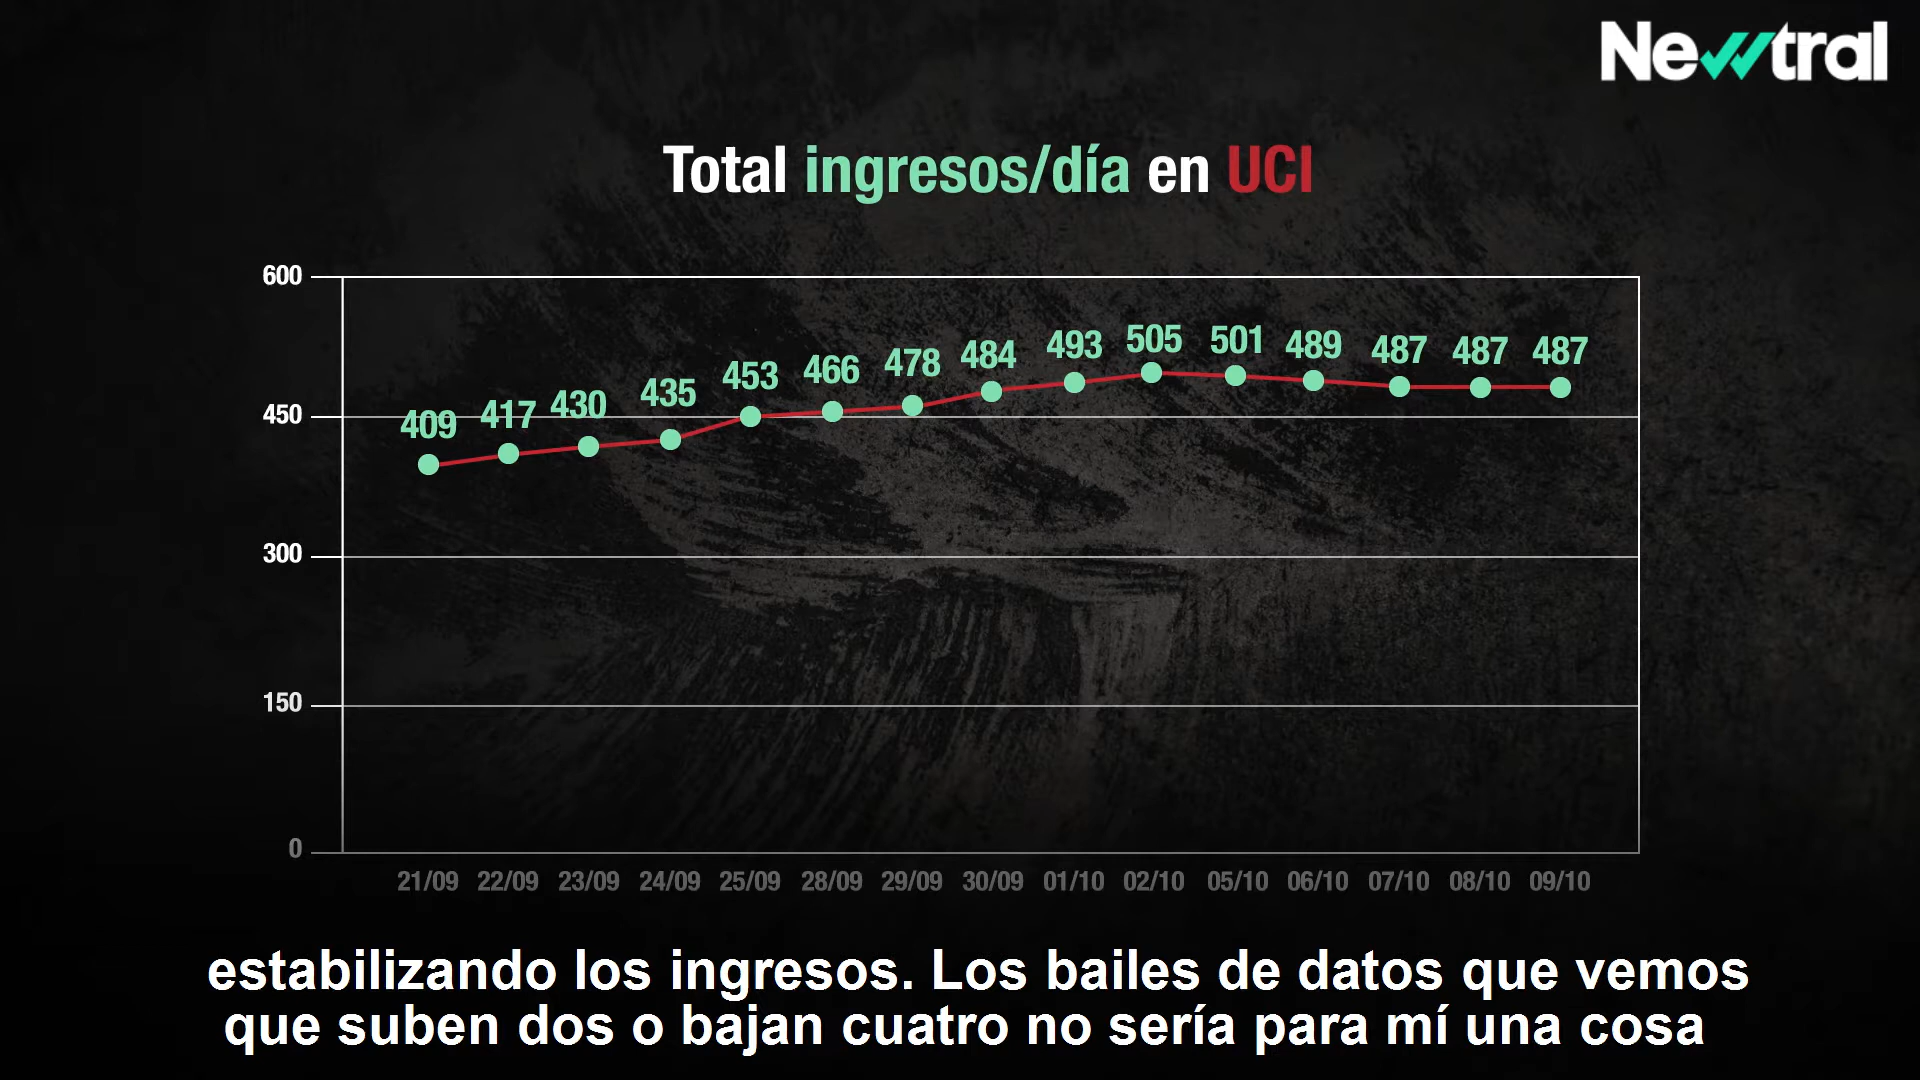 Newtral
Total ingresos/día en UCI
600
450
300
150
0
409 417 430 435 453 466 478 484 493 505 501 489 487 487 487
21/09 22/09 23/09 24/09 25/09 28/09 29/09 30/09 01/10 02/10 05/10 06/10 07/10 08/10 09/10
estabilizando los ingresos. Los bailes de datos que vemos
que suben dos o bajan cuatro no sería para mí una cosa